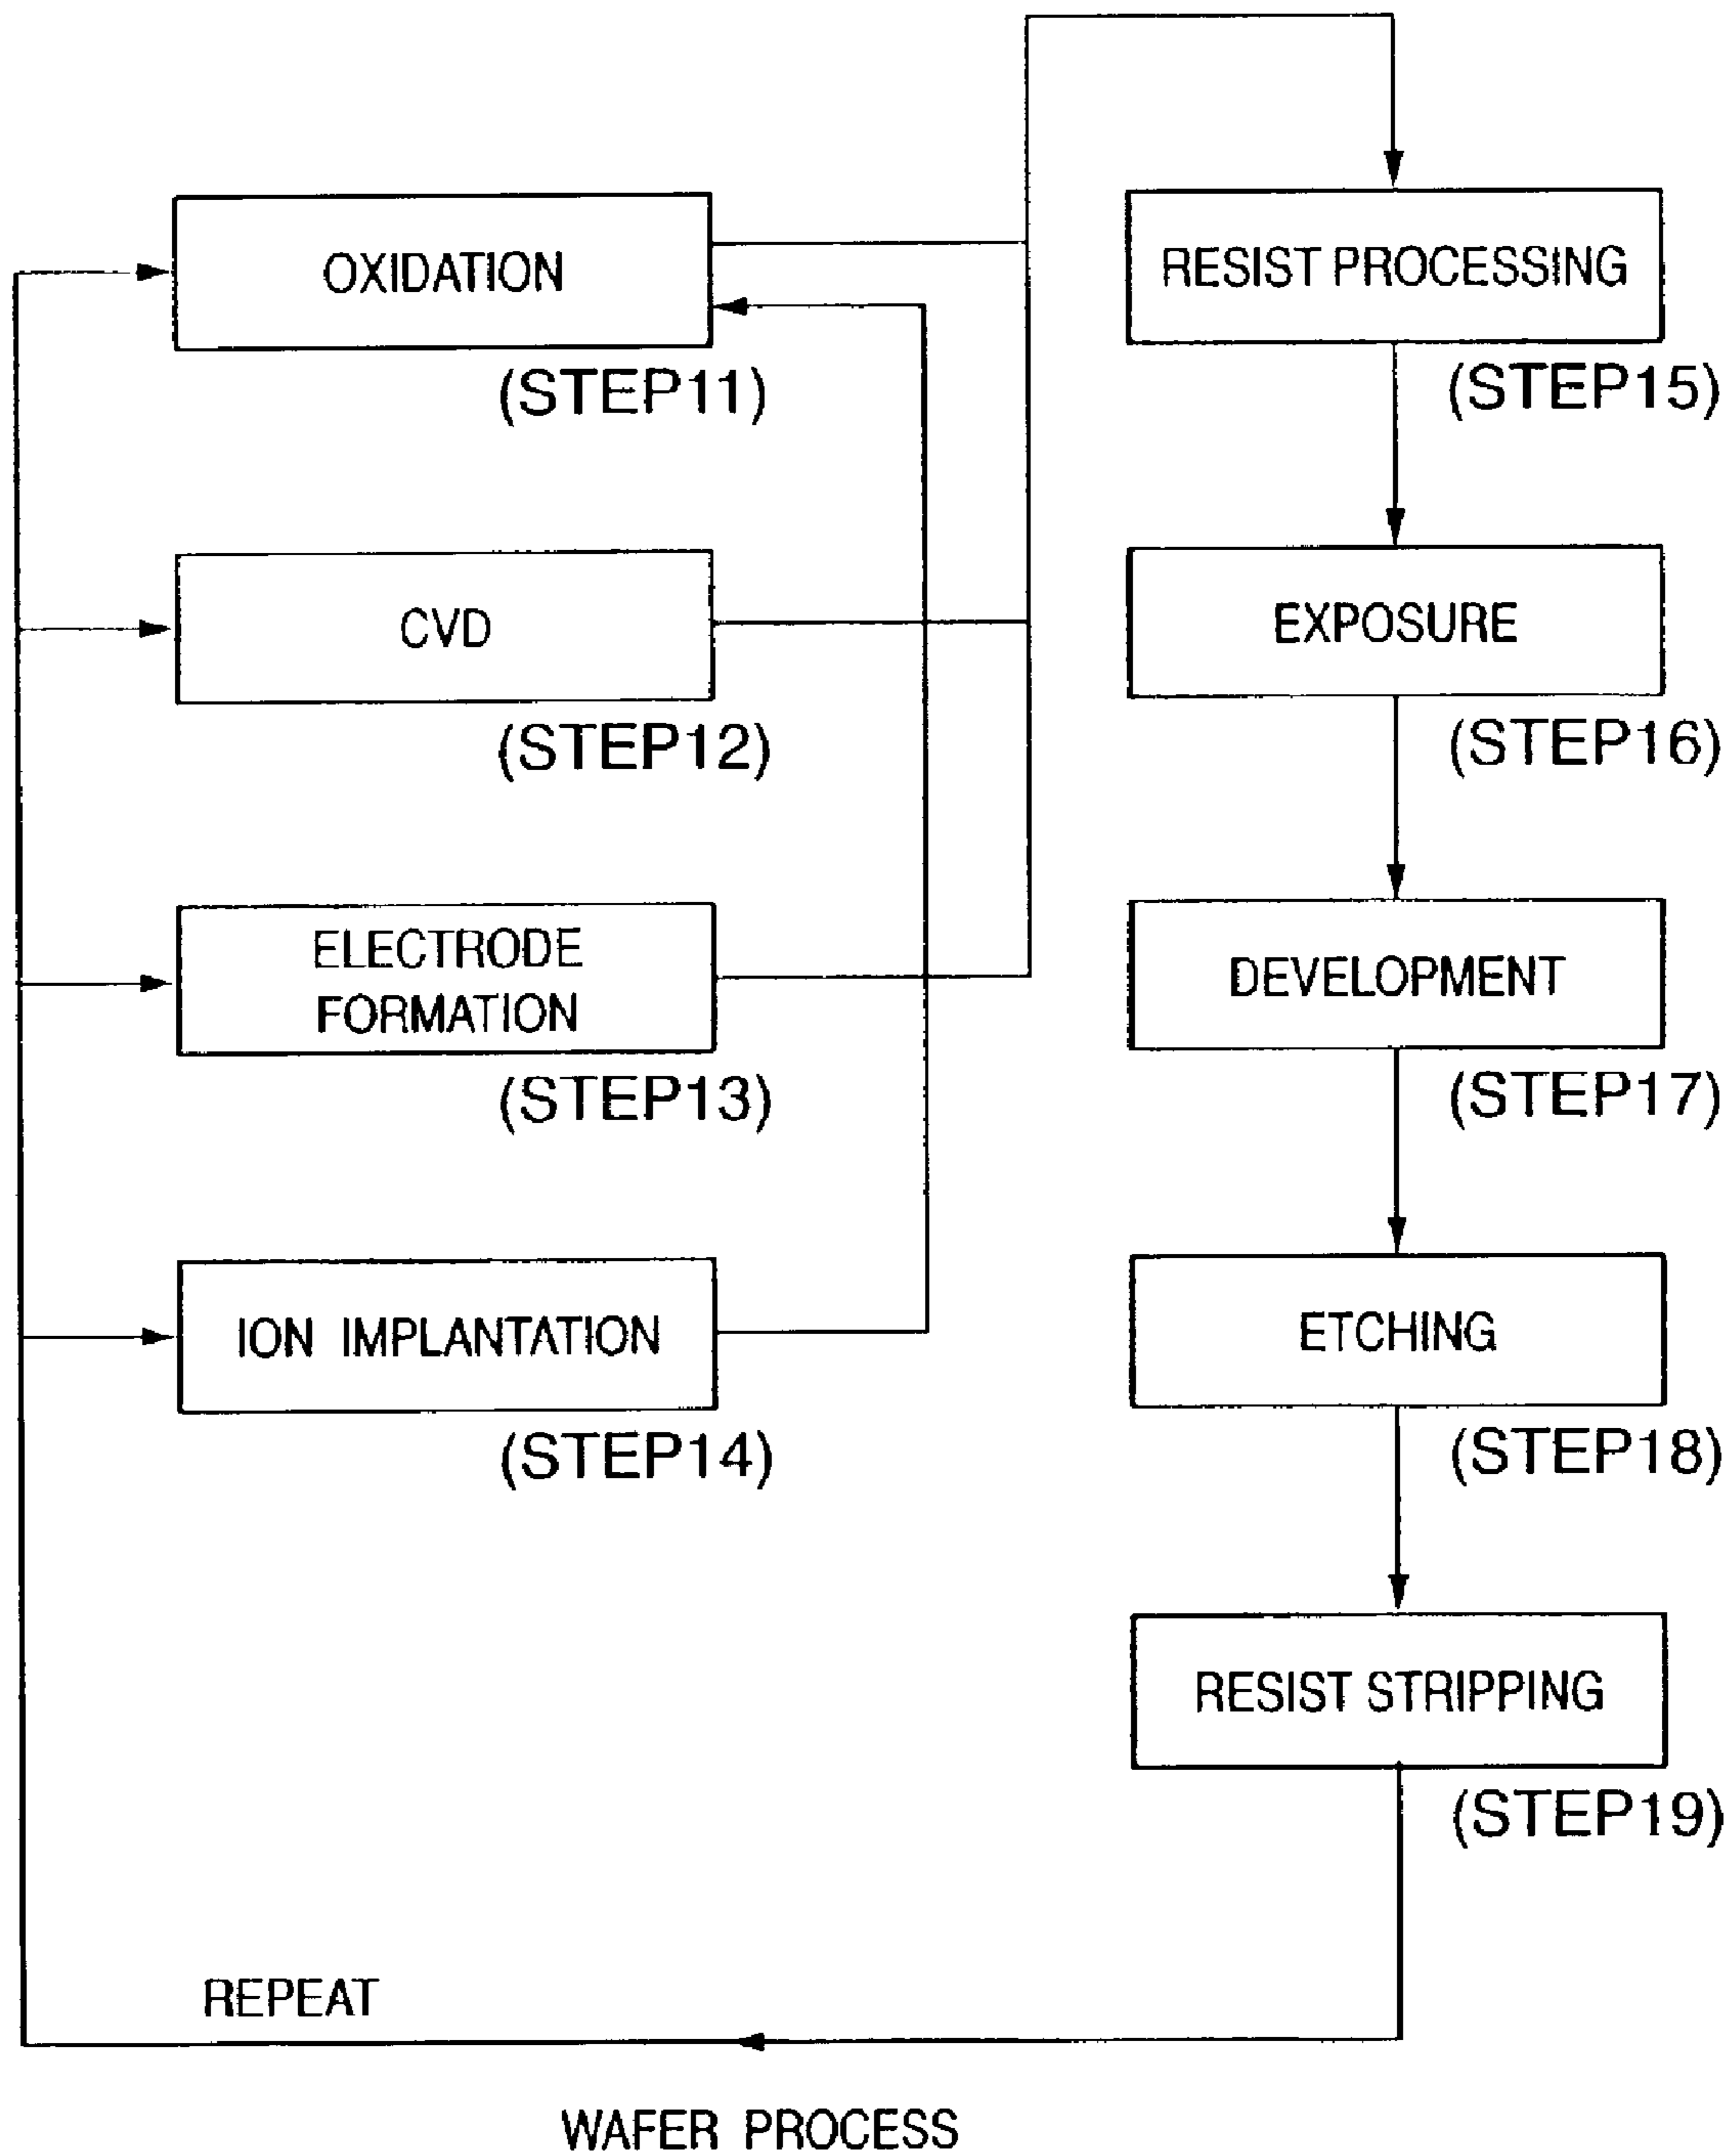 OXIDATION
(STEP11)
CVD
(STEP12)
ELECTRODE
FORMATION
(STEP13)
ION IMPLANTATION
(STEP14)
RESIST PROCESSING
(STEP15)
EXPOSURE
(STEP16)
DEVELOPMENT
(STEP17)
ETCHING
(STEP18)
RESIST STRIPPING
(STEP19)
REPEAT
WAFER PROCESS